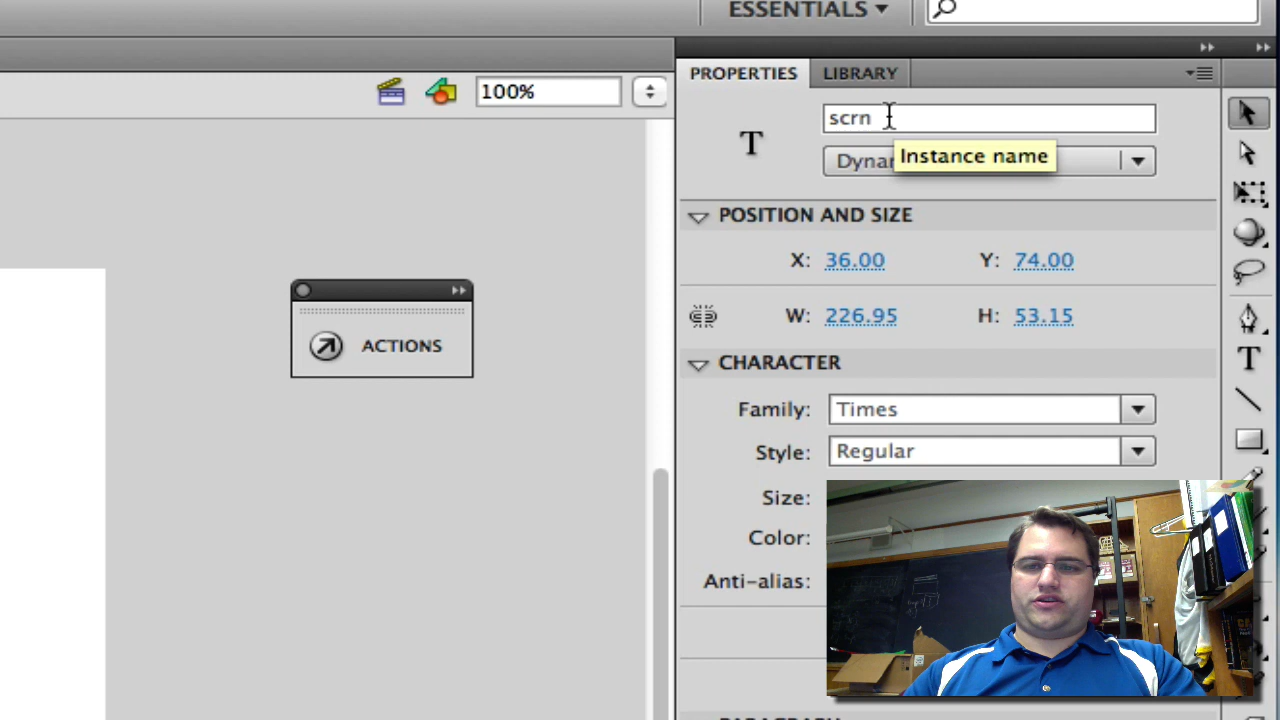 ESSENTIALS
PROPERTIES LIBRARY
100%
scrn
Instance name
POSITION AND SIZE
X: 36.00 Y: 74.00
W: 226.95 H: 53.15
ACTIONS
CHARACTER
Family: Times
Style: Regular
Size:
Color:
Anti-alias: